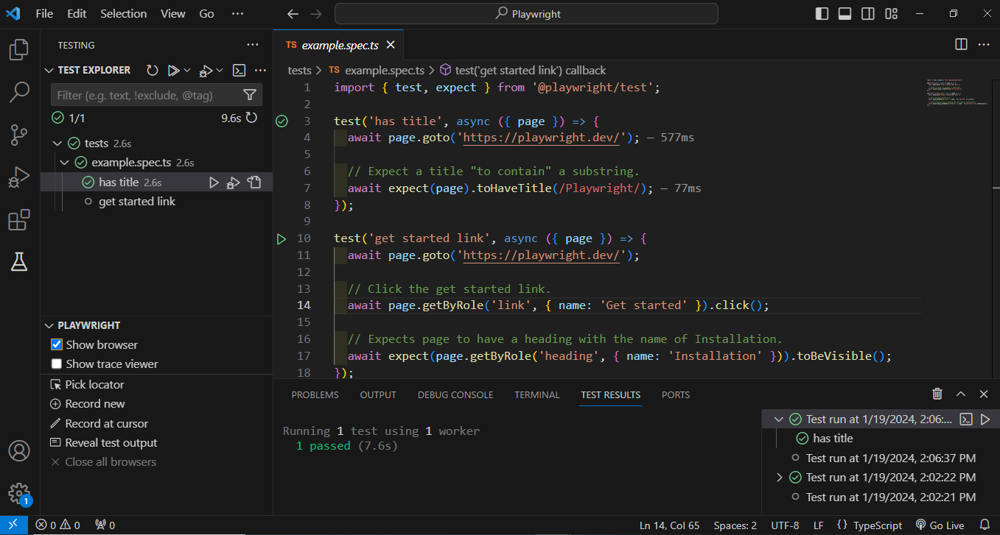 File Edit Selection View Go ··· Playwright
TESTING
TEST EXPLORER
Filter (e.g. text, !exclude, @tag)
1/1 9.6s
tests 2.6s
example.spec.ts 2.6s
has title 2.6s
get started link
PLAYWRIGHT
Show browser
Show trace viewer
Pick locator
Record new
Record at cursor
Reveal test output
Close all browsers
1
TS example.spec.ts
tests > TS example.spec.ts > test('get started link') callback
1 import { test, expect } from '@playwright/test';
2
3 test('has title', async ({ page }) => {
4 await page.goto('https://playwright.dev/'); — 577ms
5
6 // Expect a title "to contain" a substring.
7 await expect(page).toHaveTitle(/Playwright/); — 77ms
8 });
9
10 test('get started link', async ({ page }) => {
11 await page.goto('https://playwright.dev/');
12
13 // Click the get started link.
14 await page.getByRole('link', { name: 'Get started' }).click();
15
16 // Expects page to have a heading with the name of Installation.
17 await expect(page.getByRole('heading', { name: 'Installation' })).toBeVisible();
18 });
PROBLEMS OUTPUT DEBUG CONSOLE TERMINAL TEST RESULTS PORTS
Running 1 test using 1 worker
1 passed (7.6s)
Test run at 1/19/2024, 2:06:...
has title
Test run at 1/19/2024, 2:06:37 PM
Test run at 1/19/2024, 2:02:22 PM
Test run at 1/19/2024, 2:02:21 PM
0 0 0 Ln 14, Col 65 Spaces: 2 UTF-8 LF {} TypeScript Go Live